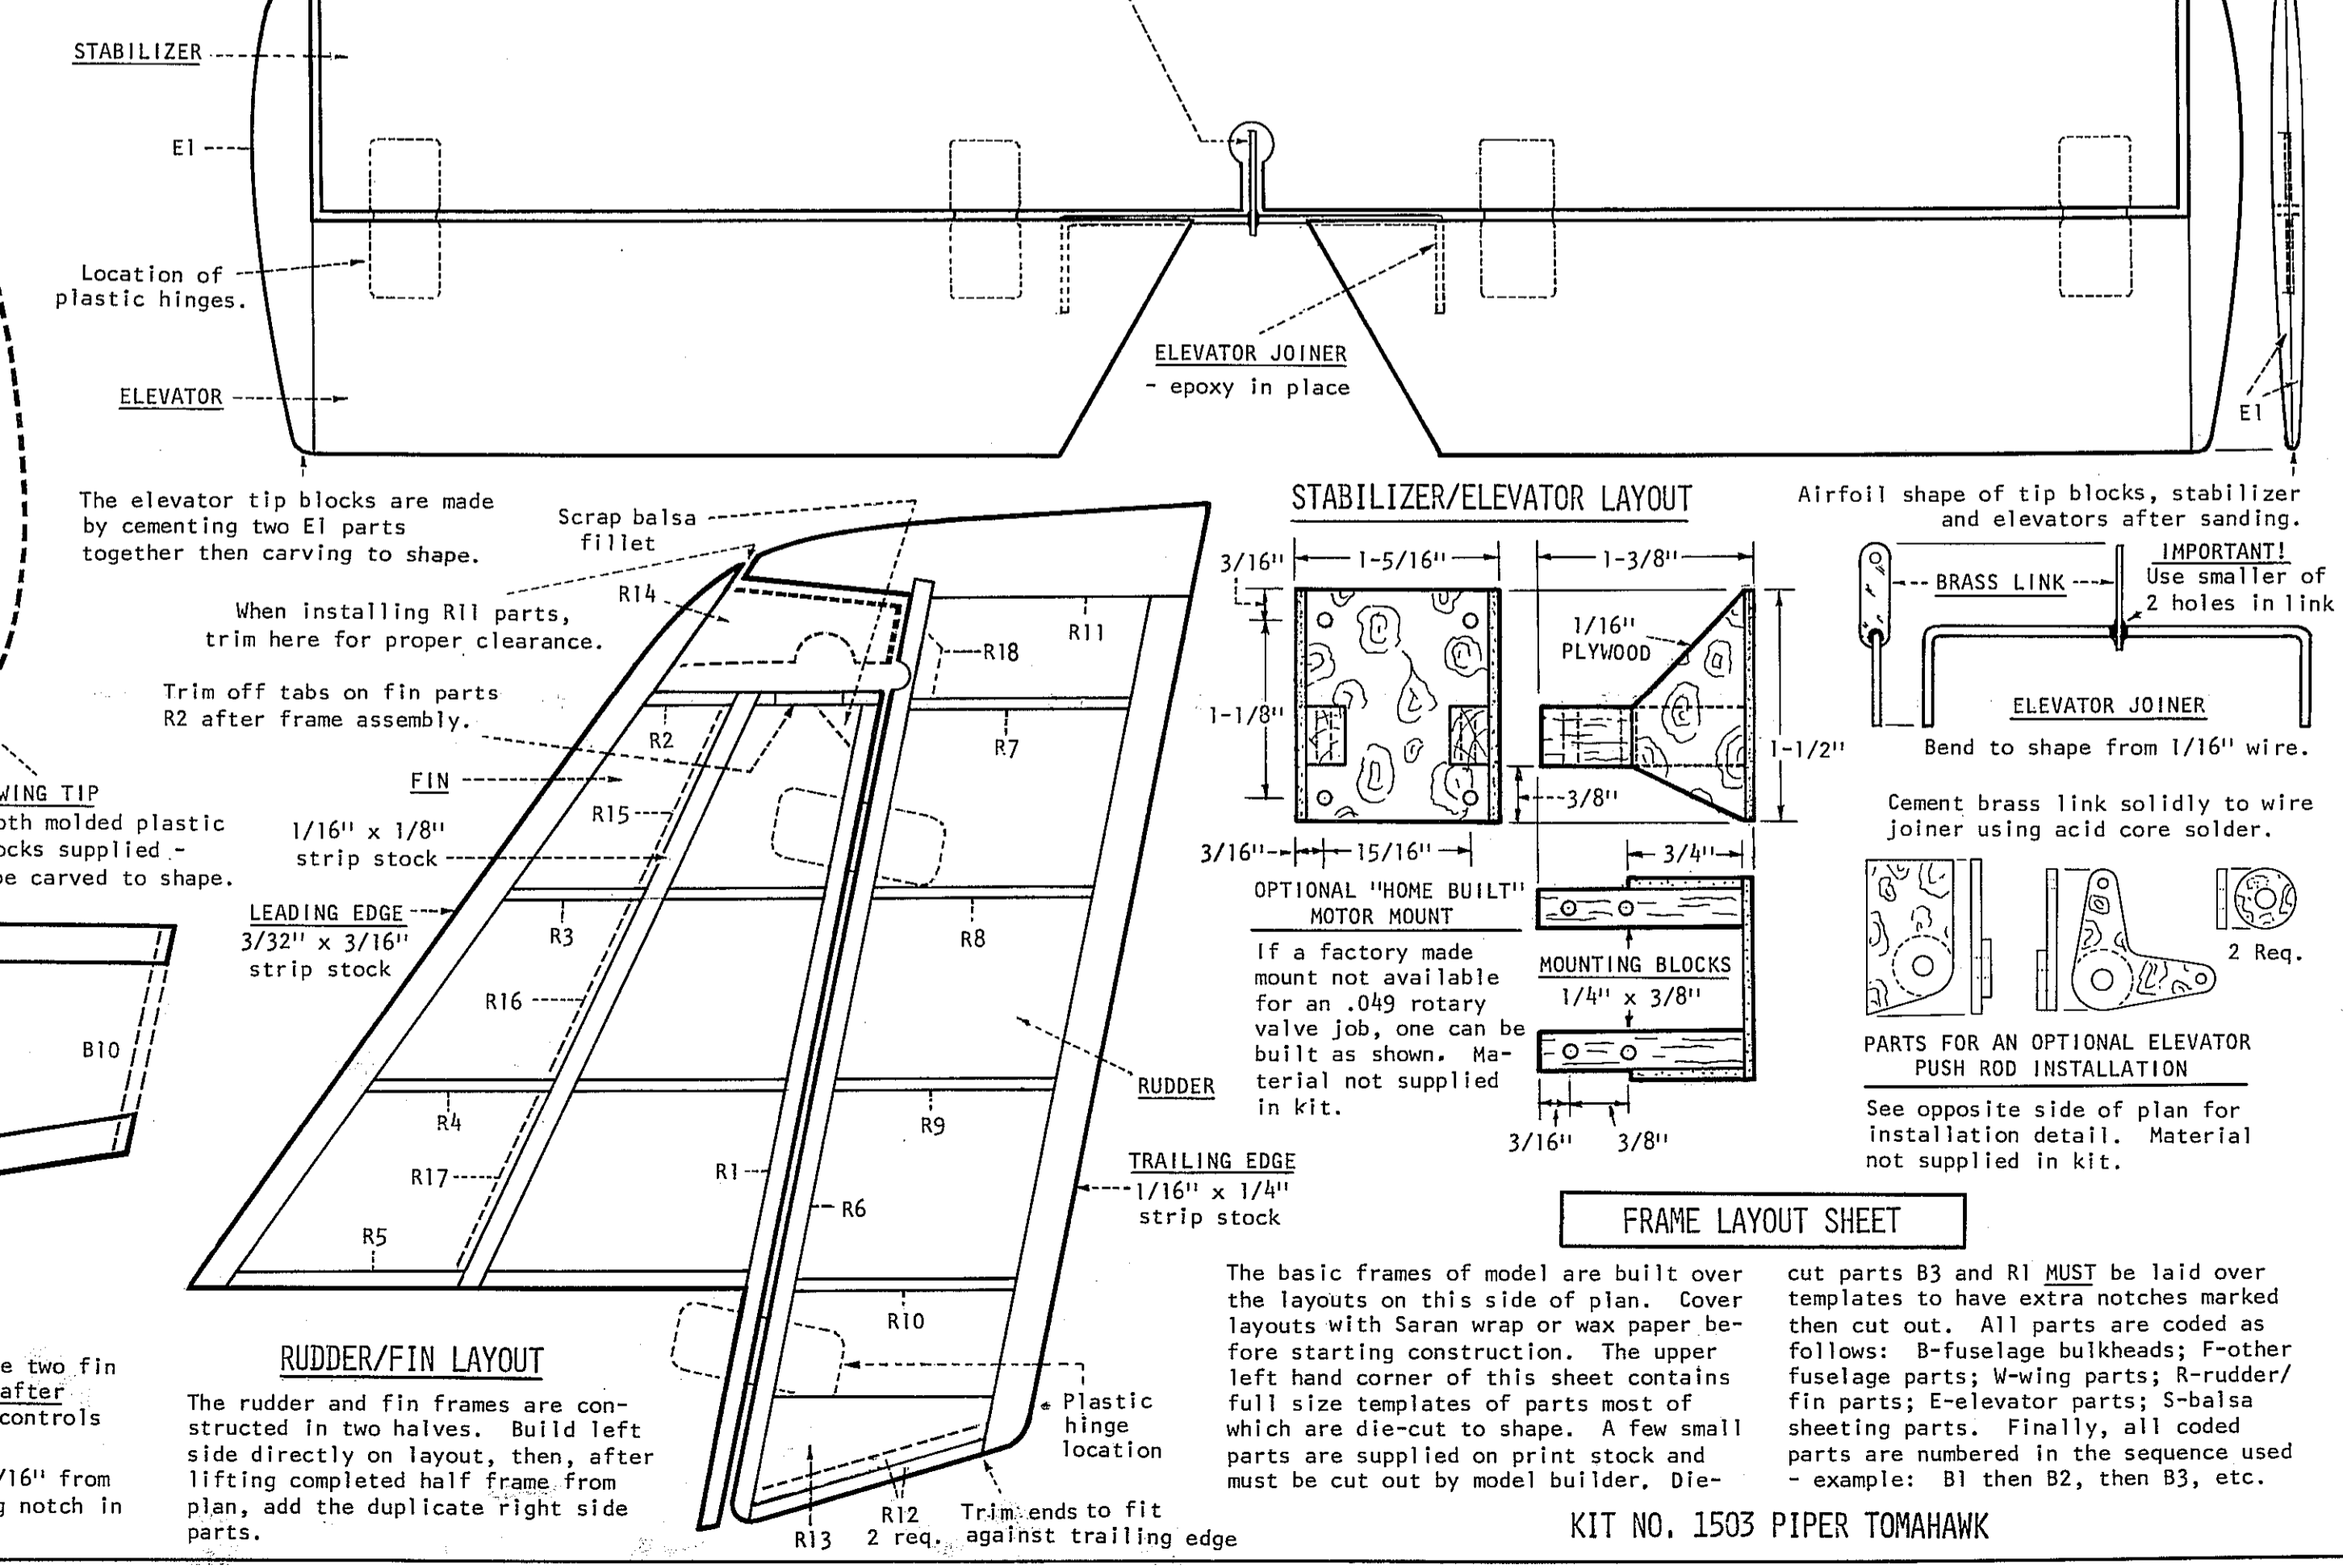 STABILIZER
E1
Location of
plastic hinges.
ELEVATOR
ELEVATOR JOINER
- epoxy in place
E1
The elevator tip blocks are made
by cementing two E1 parts
together then carving to shape.
Scrap balsa
fillet
When installing R11 parts,
trim here for proper clearance.
Trim off tabs on fin parts
R2 after frame assembly.
R14
R18
R11
R2
R7
FIN
R15
1/16" x 1/8"
strip stock
LEADING EDGE
3/32" x 3/16"
strip stock
R3
R8
R16
RUDDER
R4
R9
R17
R1
R6
TRAILING EDGE
1/16" x 1/4"
strip stock
R5
R10
Plastic
hinge
location
R13
R12
2 req.
Trim ends to fit
against trailing edge
RUDDER/FIN LAYOUT
The rudder and fin frames are con-
structed in two halves. Build left
side directly on layout, then, after
lifting completed half frame from
plan, add the duplicate right side
parts.
WING TIP
oth molded plastic
ocks supplied -
be carved to shape.
B10
e two fin
after
controls
/16" from
g notch in
STABILIZER/ELEVATOR LAYOUT
3/16"
1-5/16"
1-3/8"
1/16"
PLYWOOD
1-1/8"
1-1/2"
3/8"
3/16"
15/16"
3/4"
OPTIONAL "HOME BUILT"
MOTOR MOUNT
If a factory made
mount not available
for an .049 rotary
valve job, one can be
built as shown. Ma-
terial not supplied
in kit.
MOUNTING BLOCKS
1/4" x 3/8"
3/16"
3/8"
Airfoil shape of tip blocks, stabilizer
and elevators after sanding.
BRASS LINK
IMPORTANT!
Use smaller of
2 holes in link
ELEVATOR JOINER
Bend to shape from 1/16" wire.
Cement brass link solidly to wire
joiner using acid core solder.
2 Req.
PARTS FOR AN OPTIONAL ELEVATOR
PUSH ROD INSTALLATION
See opposite side of plan for
installation detail. Material
not supplied in kit.
FRAME LAYOUT SHEET
The basic frames of model are built over
the layouts on this side of plan. Cover
layouts with Saran wrap or wax paper be-
fore starting construction. The upper
left hand corner of this sheet contains
full size templates of parts most of
which are die-cut to shape. A few small
parts are supplied on print stock and
must be cut out by model builder. Die-
cut parts B3 and R1 MUST be laid over
templates to have extra notches marked
then cut out. All parts are coded as
follows: B-fuselage bulkheads; F-other
fuselage parts; W-wing parts; R-rudder/
fin parts; E-elevator parts; S-balsa
sheeting parts. Finally, all coded
parts are numbered in the sequence used
- example: B1 then B2, then B3, etc.
KIT NO. 1503 PIPER TOMAHAWK